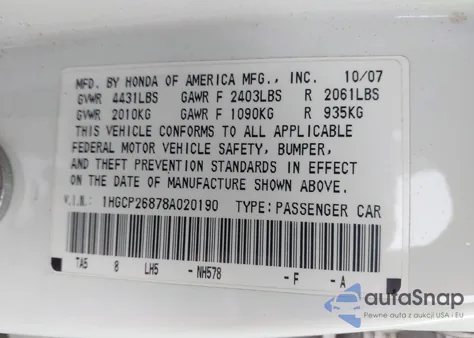 MFD. BY HONDA OF AMERICA MFG., INC. 10/07
GVWR 4431LBS GAWR F 2403LBS R 2061LBS
GVWR 2010KG GAWR F 1090KG R 935KG
THIS VEHICLE CONFORMS TO ALL APPLICABLE
FEDERAL MOTOR VEHICLE SAFETY, BUMPER,
AND THEFT PREVENTION STANDARDS IN EFFECT
ON THE DATE OF MANUFACTURE SHOWN ABOVE.
V.I.N.: 1HGCP26878A020190 TYPE:PASSENGER CAR
TA5 0 LH5 -NH578 -F -A
autaSnap
Pewne auta z aukcji USA i EU